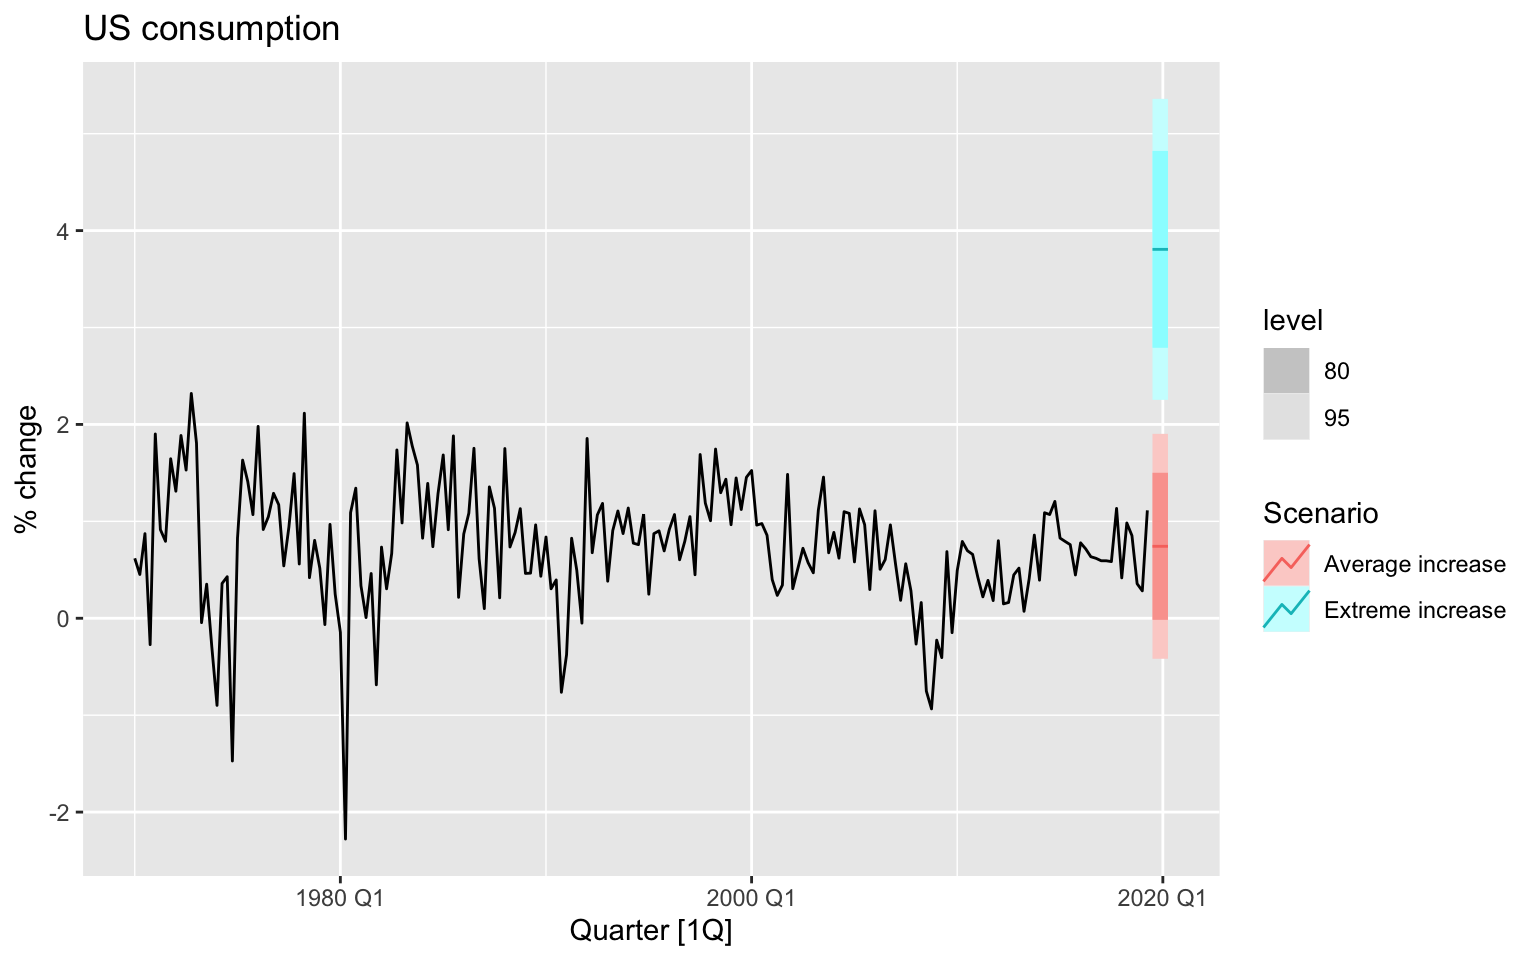 US consumption
% change
4
2
0
-2
1980 Q1
2000 Q1
2020 Q1
Quarter [1Q]
level
80
95
Scenario
Average increase
Extreme increase